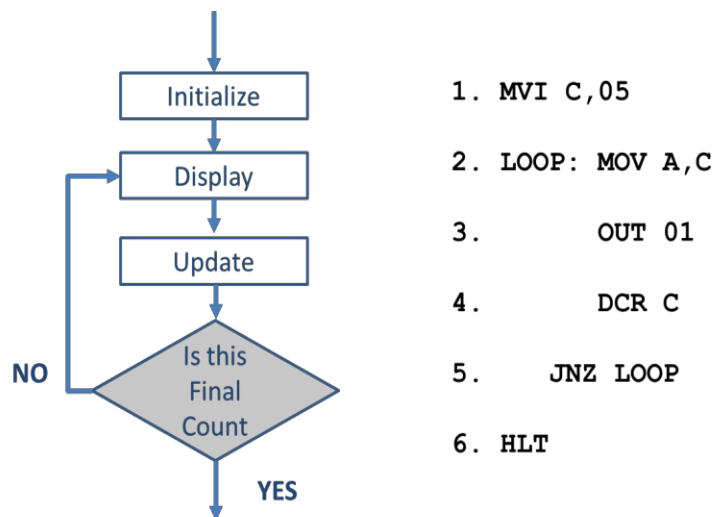 Initialize
Display
Update
Is this
Final
Count
NO
YES
1. MVI C,05
2. LOOP: MOV A,C
3. OUT 01
4. DCR C
5. JNZ LOOP
6. HLT